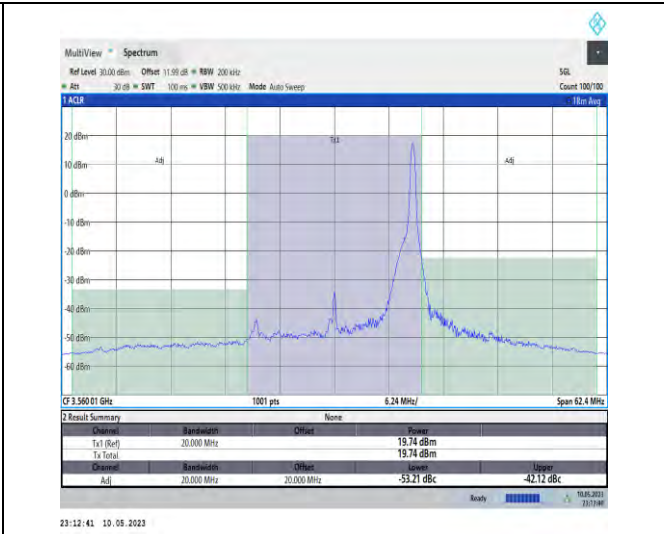 MultiView Spectrum
Ref Level 30.00 dBm Offset 11.99 dB RBW 200 kHz SGL
Att 30 dB SWT 100 ms VBW 500 kHz Mode Auto Sweep Count 100/100
1 ACLR 1Rm Avg
Tx1
20 dBm
Adj Adj
10 dBm
0 dBm
-10 dBm
-20 dBm
-30 dBm
-40 dBm
-50 dBm
-60 dBm
CF 3.56001 GHz 1001 pts 6.24 MHz/ Span 62.4 MHz
2 Result Summary None
Channel Bandwidth Offset Power
Tx1 (Ref) 20.000 MHz 19.74 dBm
Tx Total 19.74 dBm
Channel Bandwidth Offset Lower Upper
Adj 20.000 MHz 20.000 MHz -53.21 dBc -42.12 dBc
Ready 10.05.2023
23:12:40
23:12:41 10.05.2023